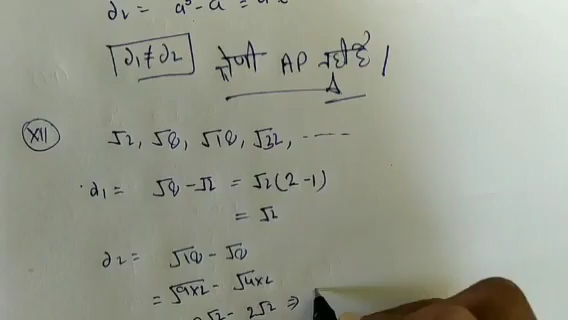 d₁ ≠ d₂ श्रेणी AP नहीं है।
XII √2, √8, √18, √32, ----
d₁ = √8 - √2 = √2(2-1)
= √2
d₂ = √18 - √8
= √9×2 - √4×2
3√2 - 2√2 ⇒